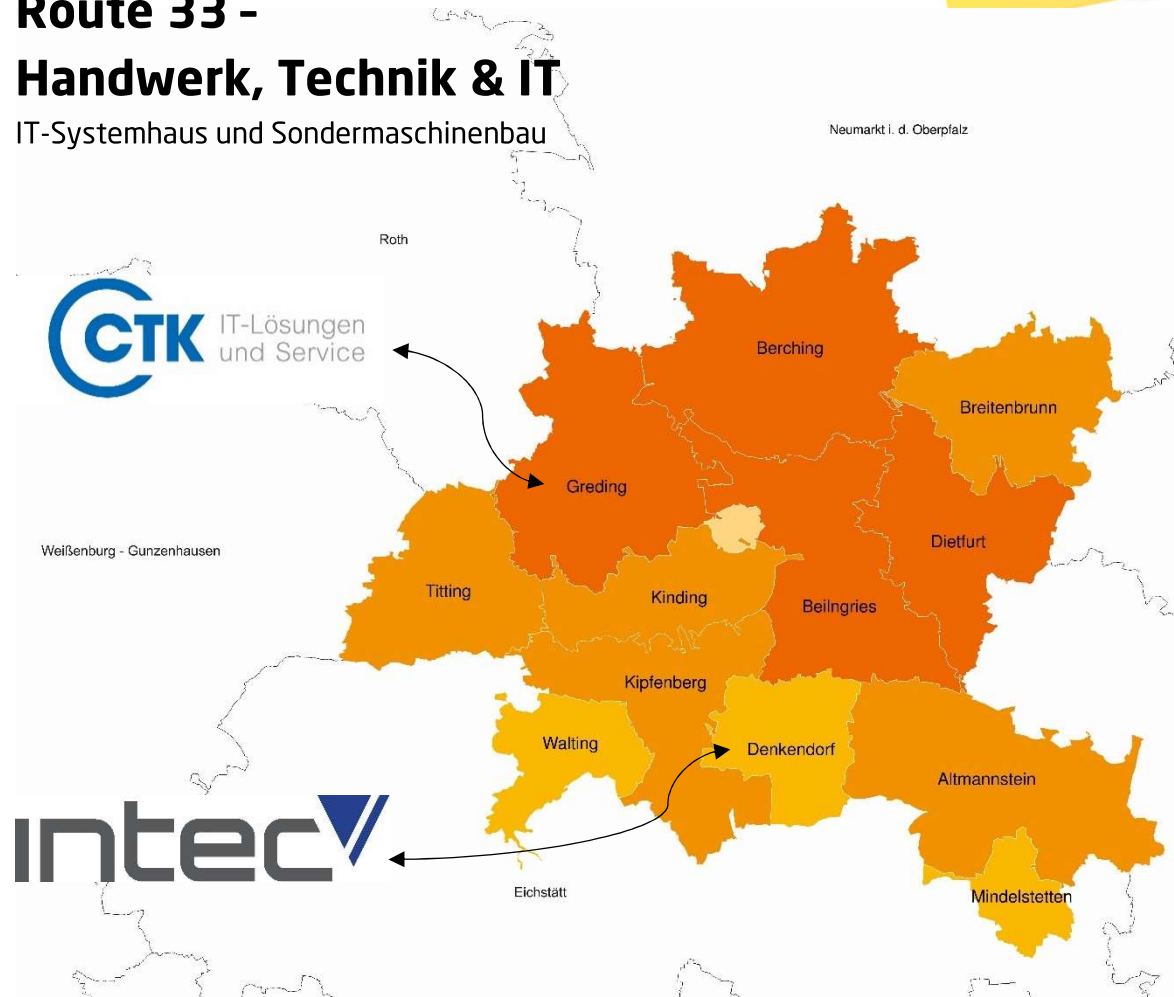 Route 33 –
Handwerk, Technik & IT
IT-Systemhaus und Sondermaschinenbau
Neumarkt i. d. Oberpfalz
Roth
CTK IT-Lösungen
und Service
Berching
Breitenbrunn
Greding
Dietfurt
Weißenburg - Gunzenhausen
Titting
Kinding
Beilngries
Kipfenberg
Walting
Denkendorf
Altmannstein
intec
Eichstätt
Mindelstetten